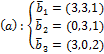 (a): { b̄₁ = (3,3,1)
b̄₂ = (0,3,1)
b̄₃ = (3,0,2)